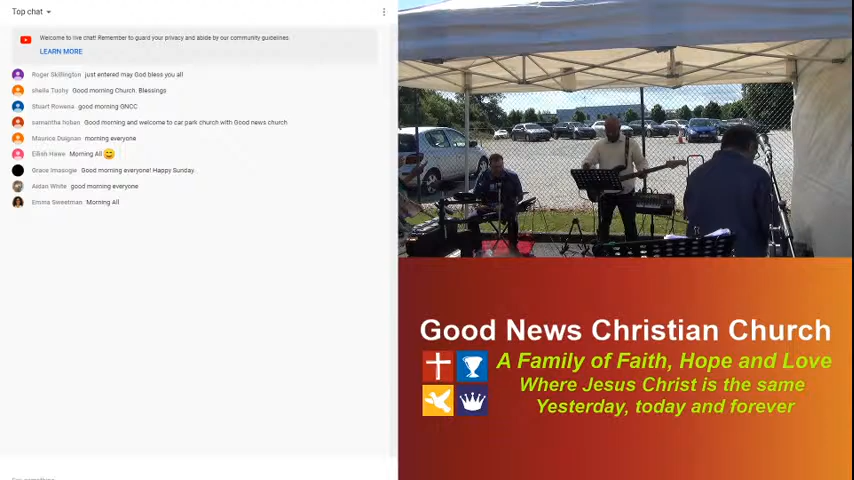 Top chat
Welcome to live chat! Remember to guard your privacy and abide by our community guidelines.
LEARN MORE
Roger Skillington just entered may God bless you all
sheila Toshy Good morning Church. Blessings
Stuart Rowena good morning GNCC
samantha hoban Good morning and welcome to car park church with Good news church
Maurice Duignan morning everyone
Eilish Hawe Morning All 😊
Grace Imasogie Good morning everyone! Happy Sunday.
Aidan White good morning everyone
Emma Sweetman Morning All
Good News Christian Church
A Family of Faith, Hope and Love
Where Jesus Christ is the same
Yesterday, today and forever